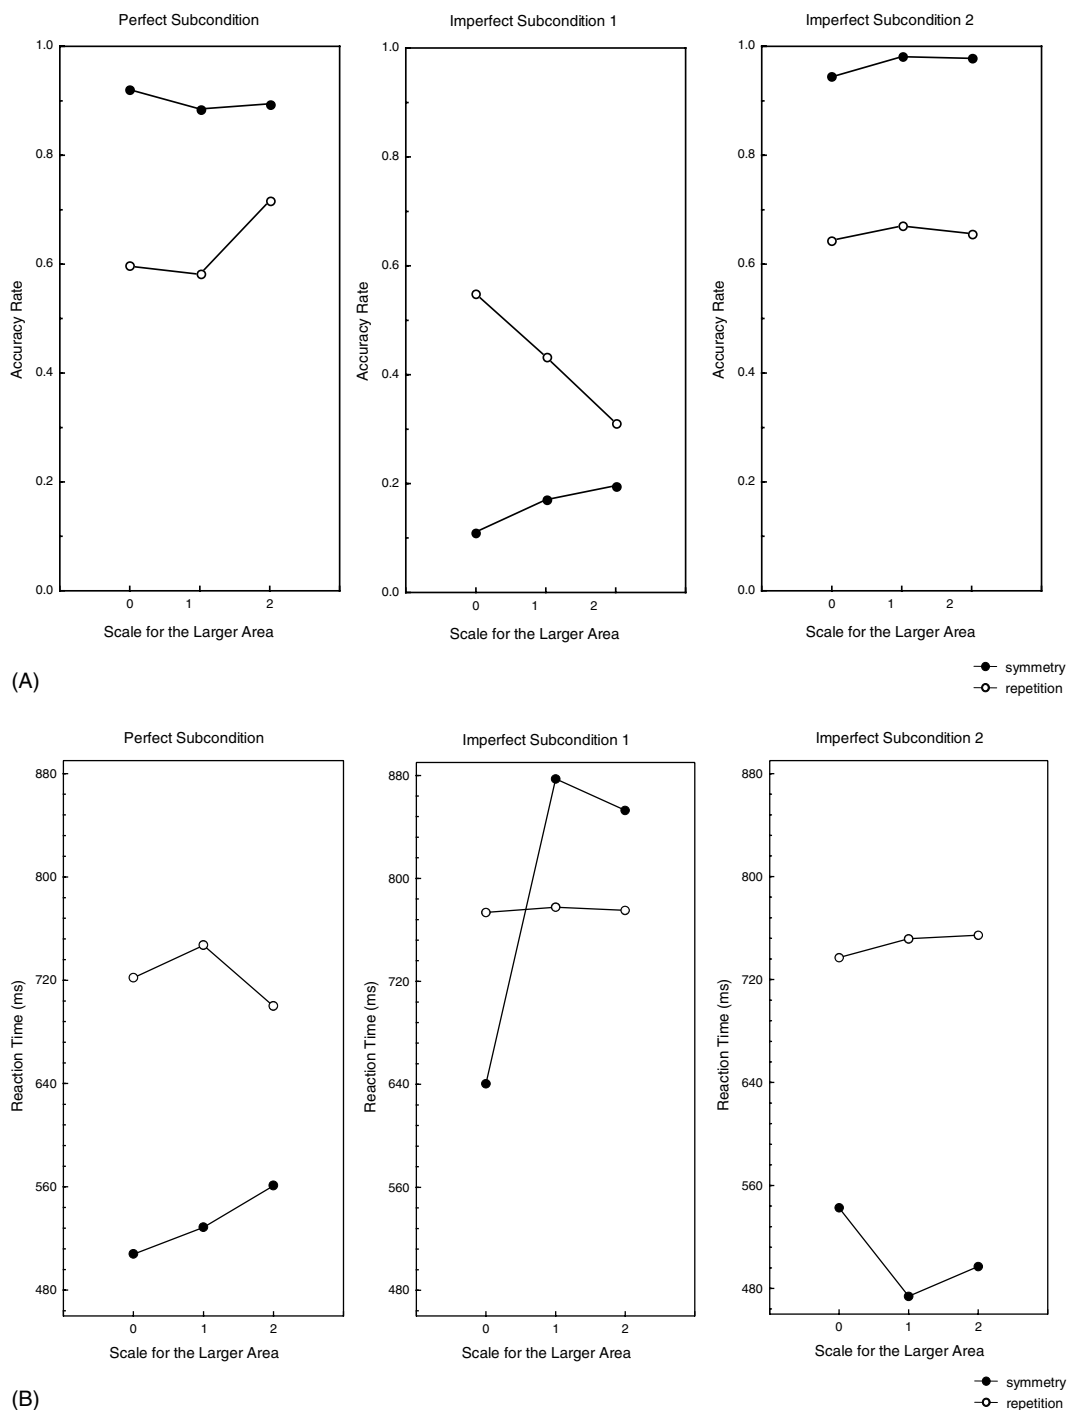 Perfect Subcondition
Imperfect Subcondition 1
Imperfect Subcondition 2
1.0
0.8
0.6
0.4
0.2
0.0
Accuracy Rate
0 1 2
Scale for the Larger Area
1.0
0.8
0.6
0.4
0.2
0.0
Accuracy Rate
0 1 2
Scale for the Larger Area
1.0
0.8
0.6
0.4
0.2
0.0
Accuracy Rate
0 1 2
Scale for the Larger Area
(A)
symmetry
repetition
Perfect Subcondition
Imperfect Subcondition 1
Imperfect Subcondition 2
880
800
720
640
560
480
Reaction Time (ms)
0 1 2
Scale for the Larger Area
880
800
720
640
560
480
Reaction Time (ms)
0 1 2
Scale for the Larger Area
880
800
720
640
560
480
Reaction Time (ms)
0 1 2
Scale for the Larger Area
(B)
symmetry
repetition